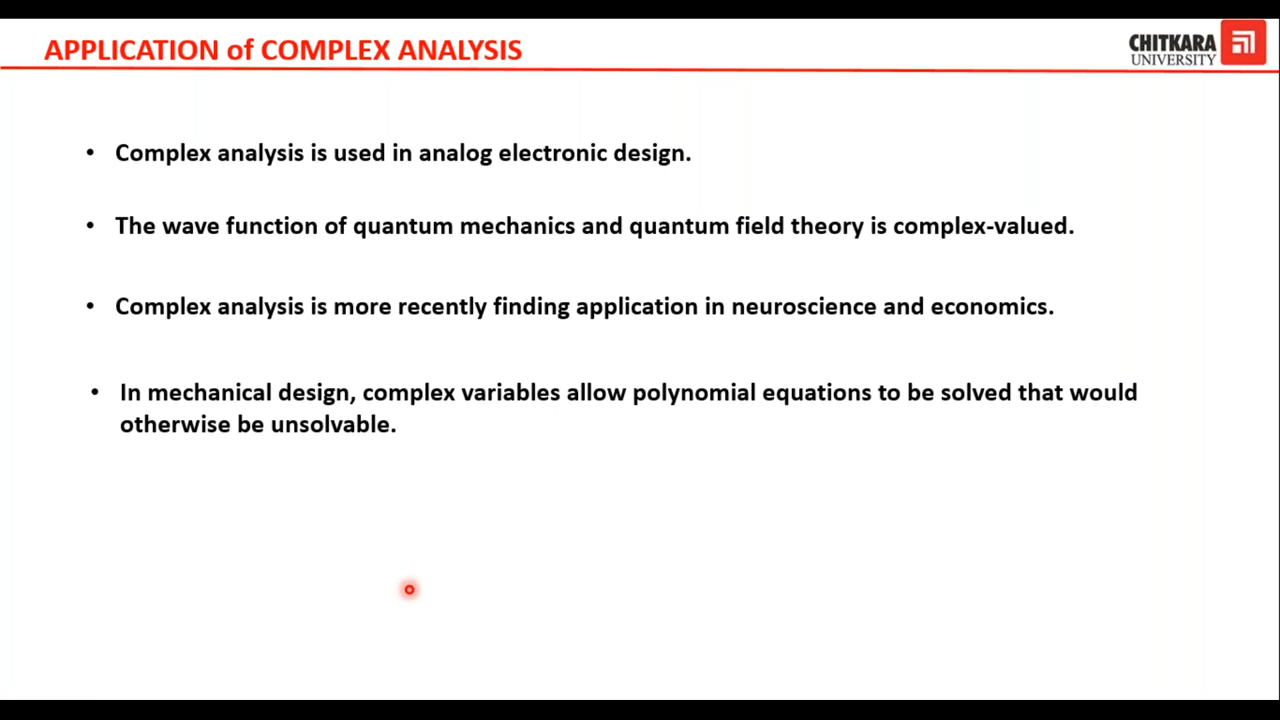 APPLICATION of COMPLEX ANALYSIS
CHITKARA
UNIVERSITY
• Complex analysis is used in analog electronic design.
• The wave function of quantum mechanics and quantum field theory is complex-valued.
• Complex analysis is more recently finding application in neuroscience and economics.
• In mechanical design, complex variables allow polynomial equations to be solved that would
otherwise be unsolvable.